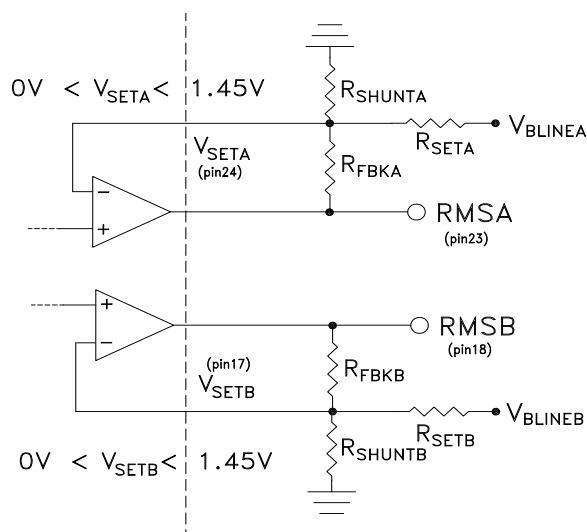 0V < VSETA < 1.45V
RSHUNTA
VBLINEA
RSETA
VSETA
(pin24)
RFBKA
−
+
RMSA
(pin23)
+
−
RMSB
(pin18)
(pin17)
VSETB
RFBKB
VBLINEB
RSETB
RSHUNTB
0V < VSETB < 1.45V